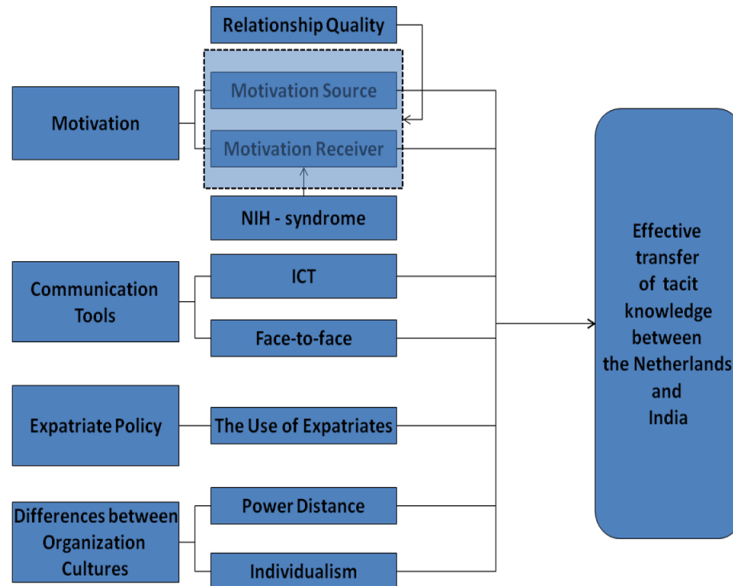 Relationship Quality
Motivation
Motivation Source
Motivation Receiver
NIH - syndrome
Communication
Tools
ICT
Face-to-face
Expatriate Policy
The Use of Expatriates
Differences between
Organization
Cultures
Power Distance
Individualism
Effective
transfer
of tacit
knowledge
between
the Netherlands
and
India